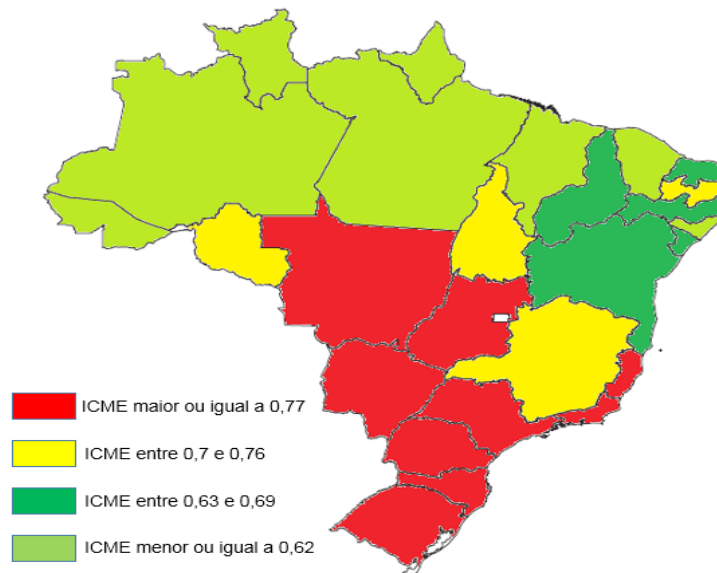 ICME maior ou igual a 0,77
ICME entre 0,7 e 0,76
ICME entre 0,63 e 0,69
ICME menor ou igual a 0,62